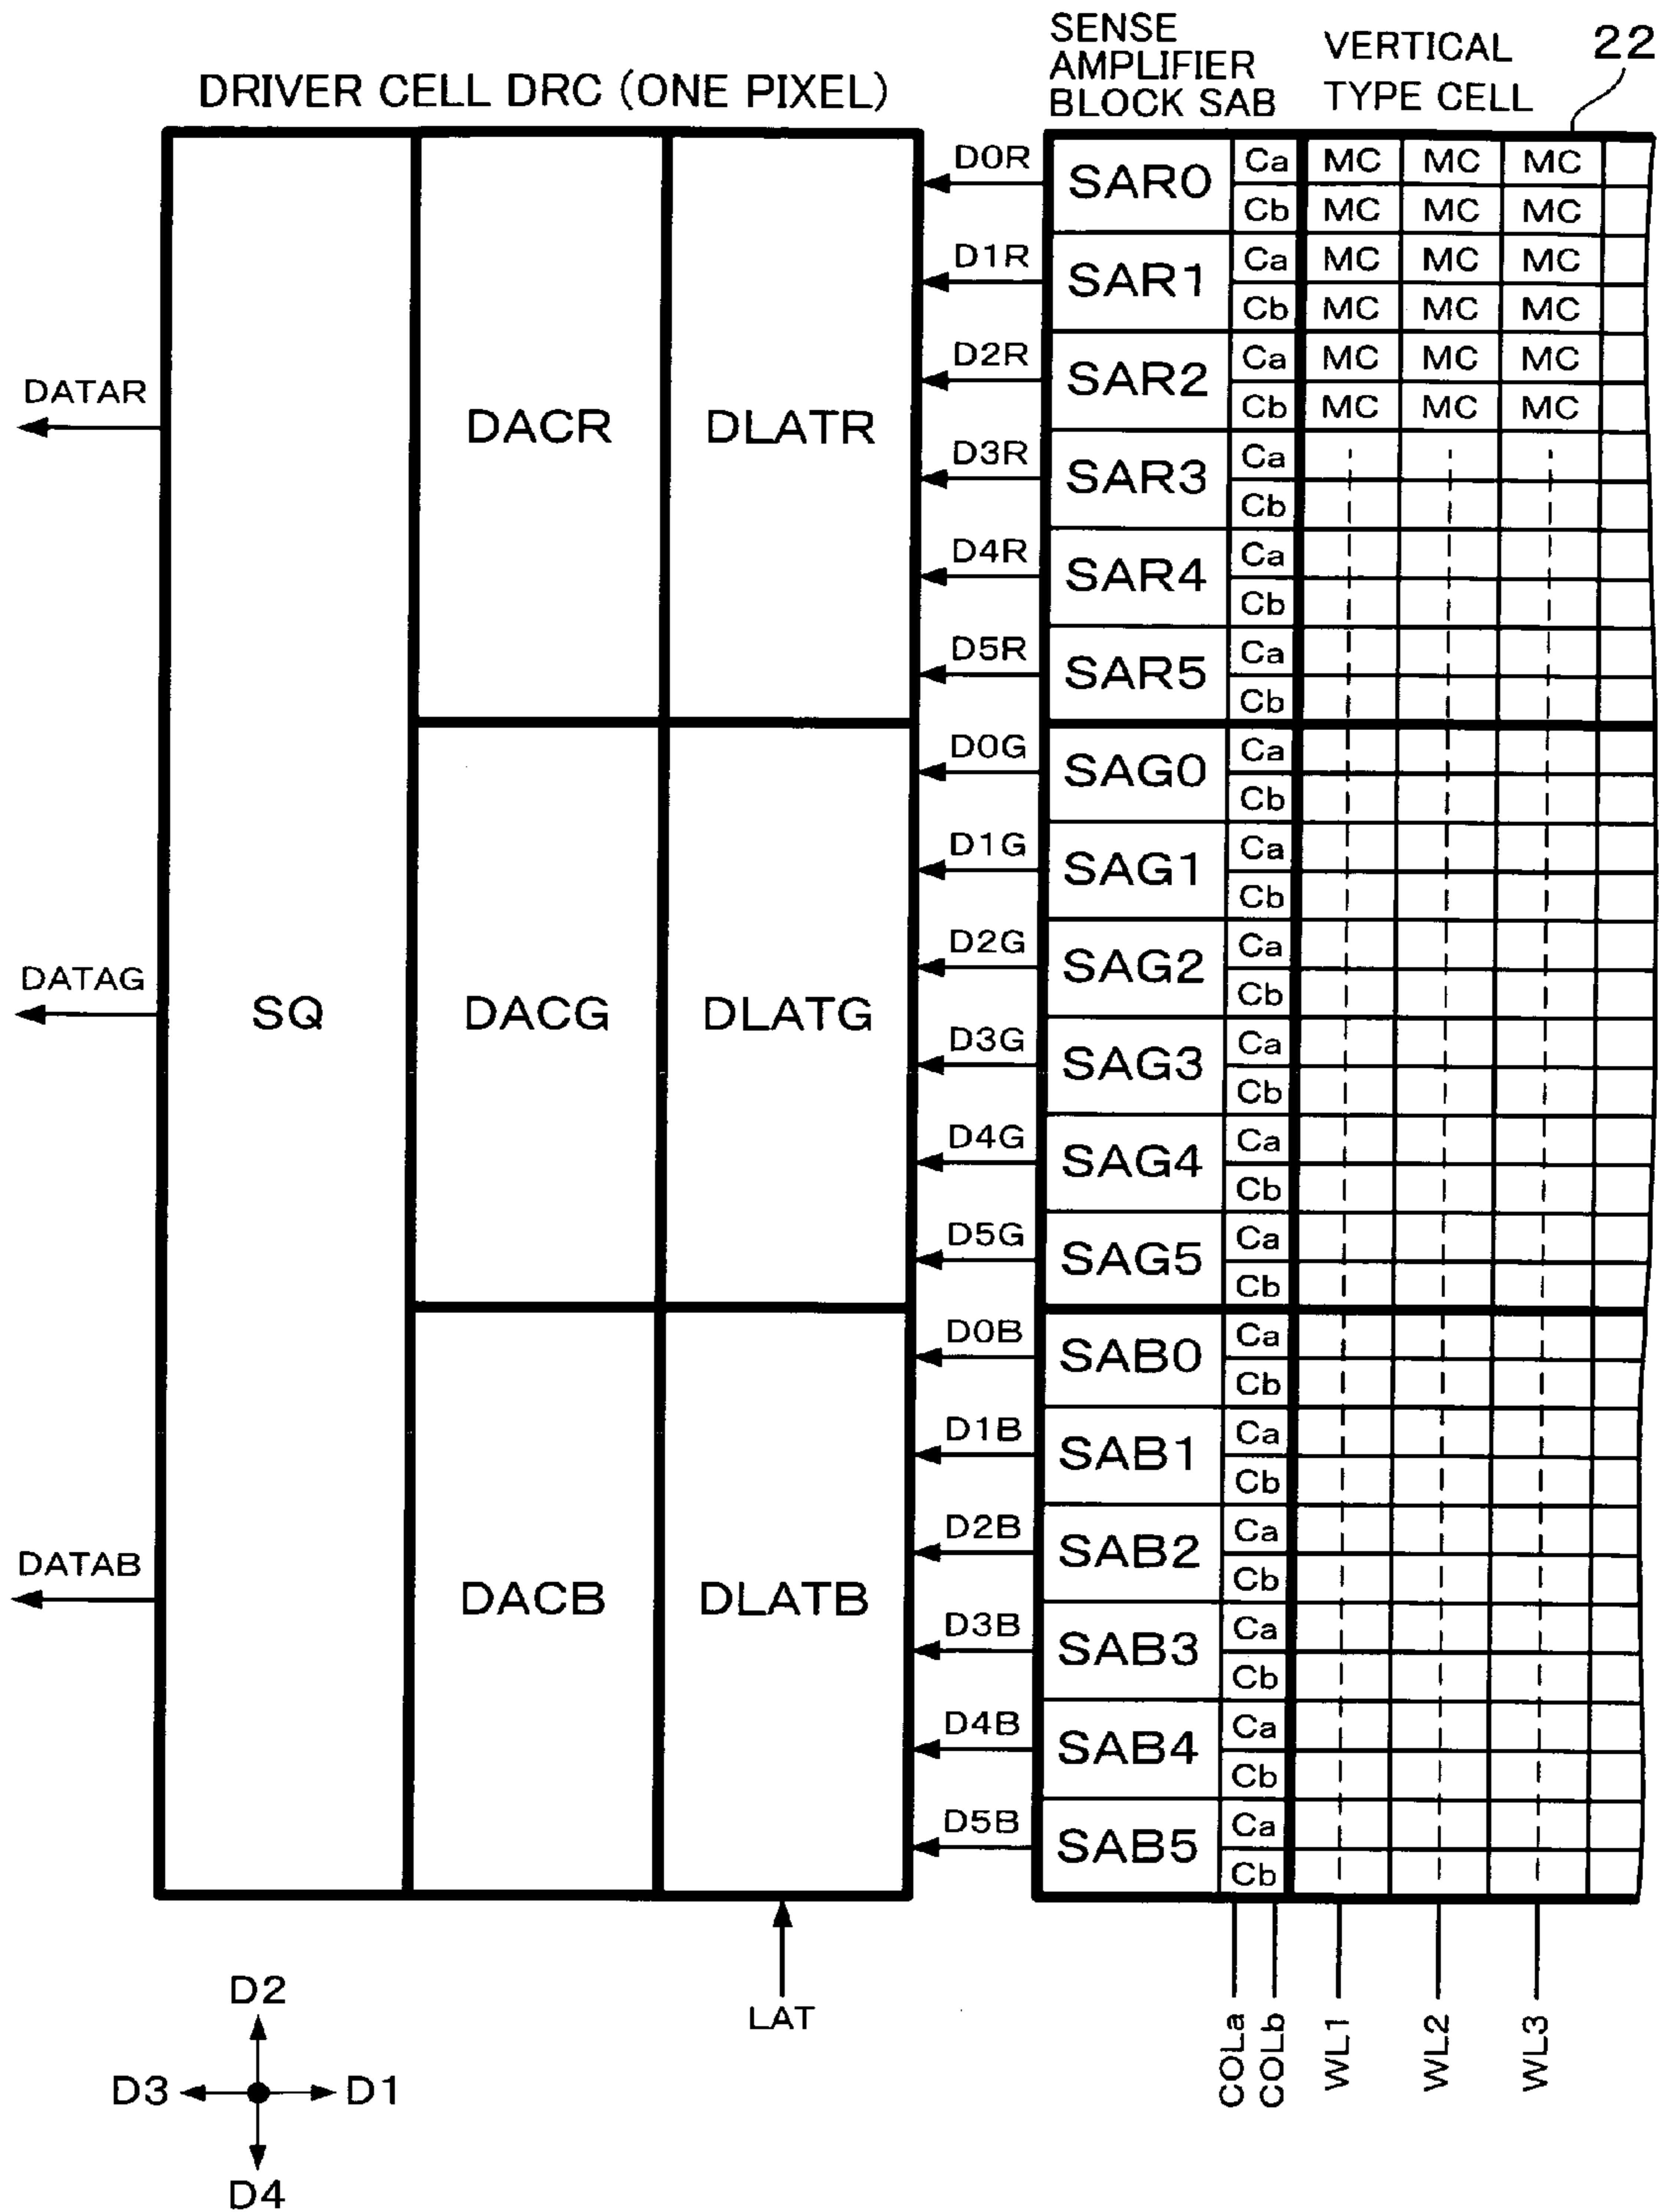 SENSE
AMPLIFIER
BLOCK SAB
VERTICAL
TYPE CELL
22
DRIVER CELL DRC (ONE PIXEL)
D0R SAR0 Ca MC MC MC
Cb MC MC MC
D1R SAR1 Ca MC MC MC
Cb MC MC MC
D2R SAR2 Ca MC MC MC
Cb MC MC MC
DATAR DACR DLATR
D3R SAR3 Ca
Cb
D4R SAR4 Ca
Cb
D5R SAR5 Ca
Cb
D0G SAG0 Ca
Cb
D1G SAG1 Ca
Cb
D2G SAG2 Ca
Cb
DATAG SQ DACG DLATG
D3G SAG3 Ca
Cb
D4G SAG4 Ca
Cb
D5G SAG5 Ca
Cb
D0B SAB0 Ca
Cb
D1B SAB1 Ca
Cb
D2B SAB2 Ca
Cb
DATAB DACB DLATB
D3B SAB3 Ca
Cb
D4B SAB4 Ca
Cb
D5B SAB5 Ca
Cb
LAT
COLa
COLb
WL1
WL2
WL3
D2
D3 D1
D4